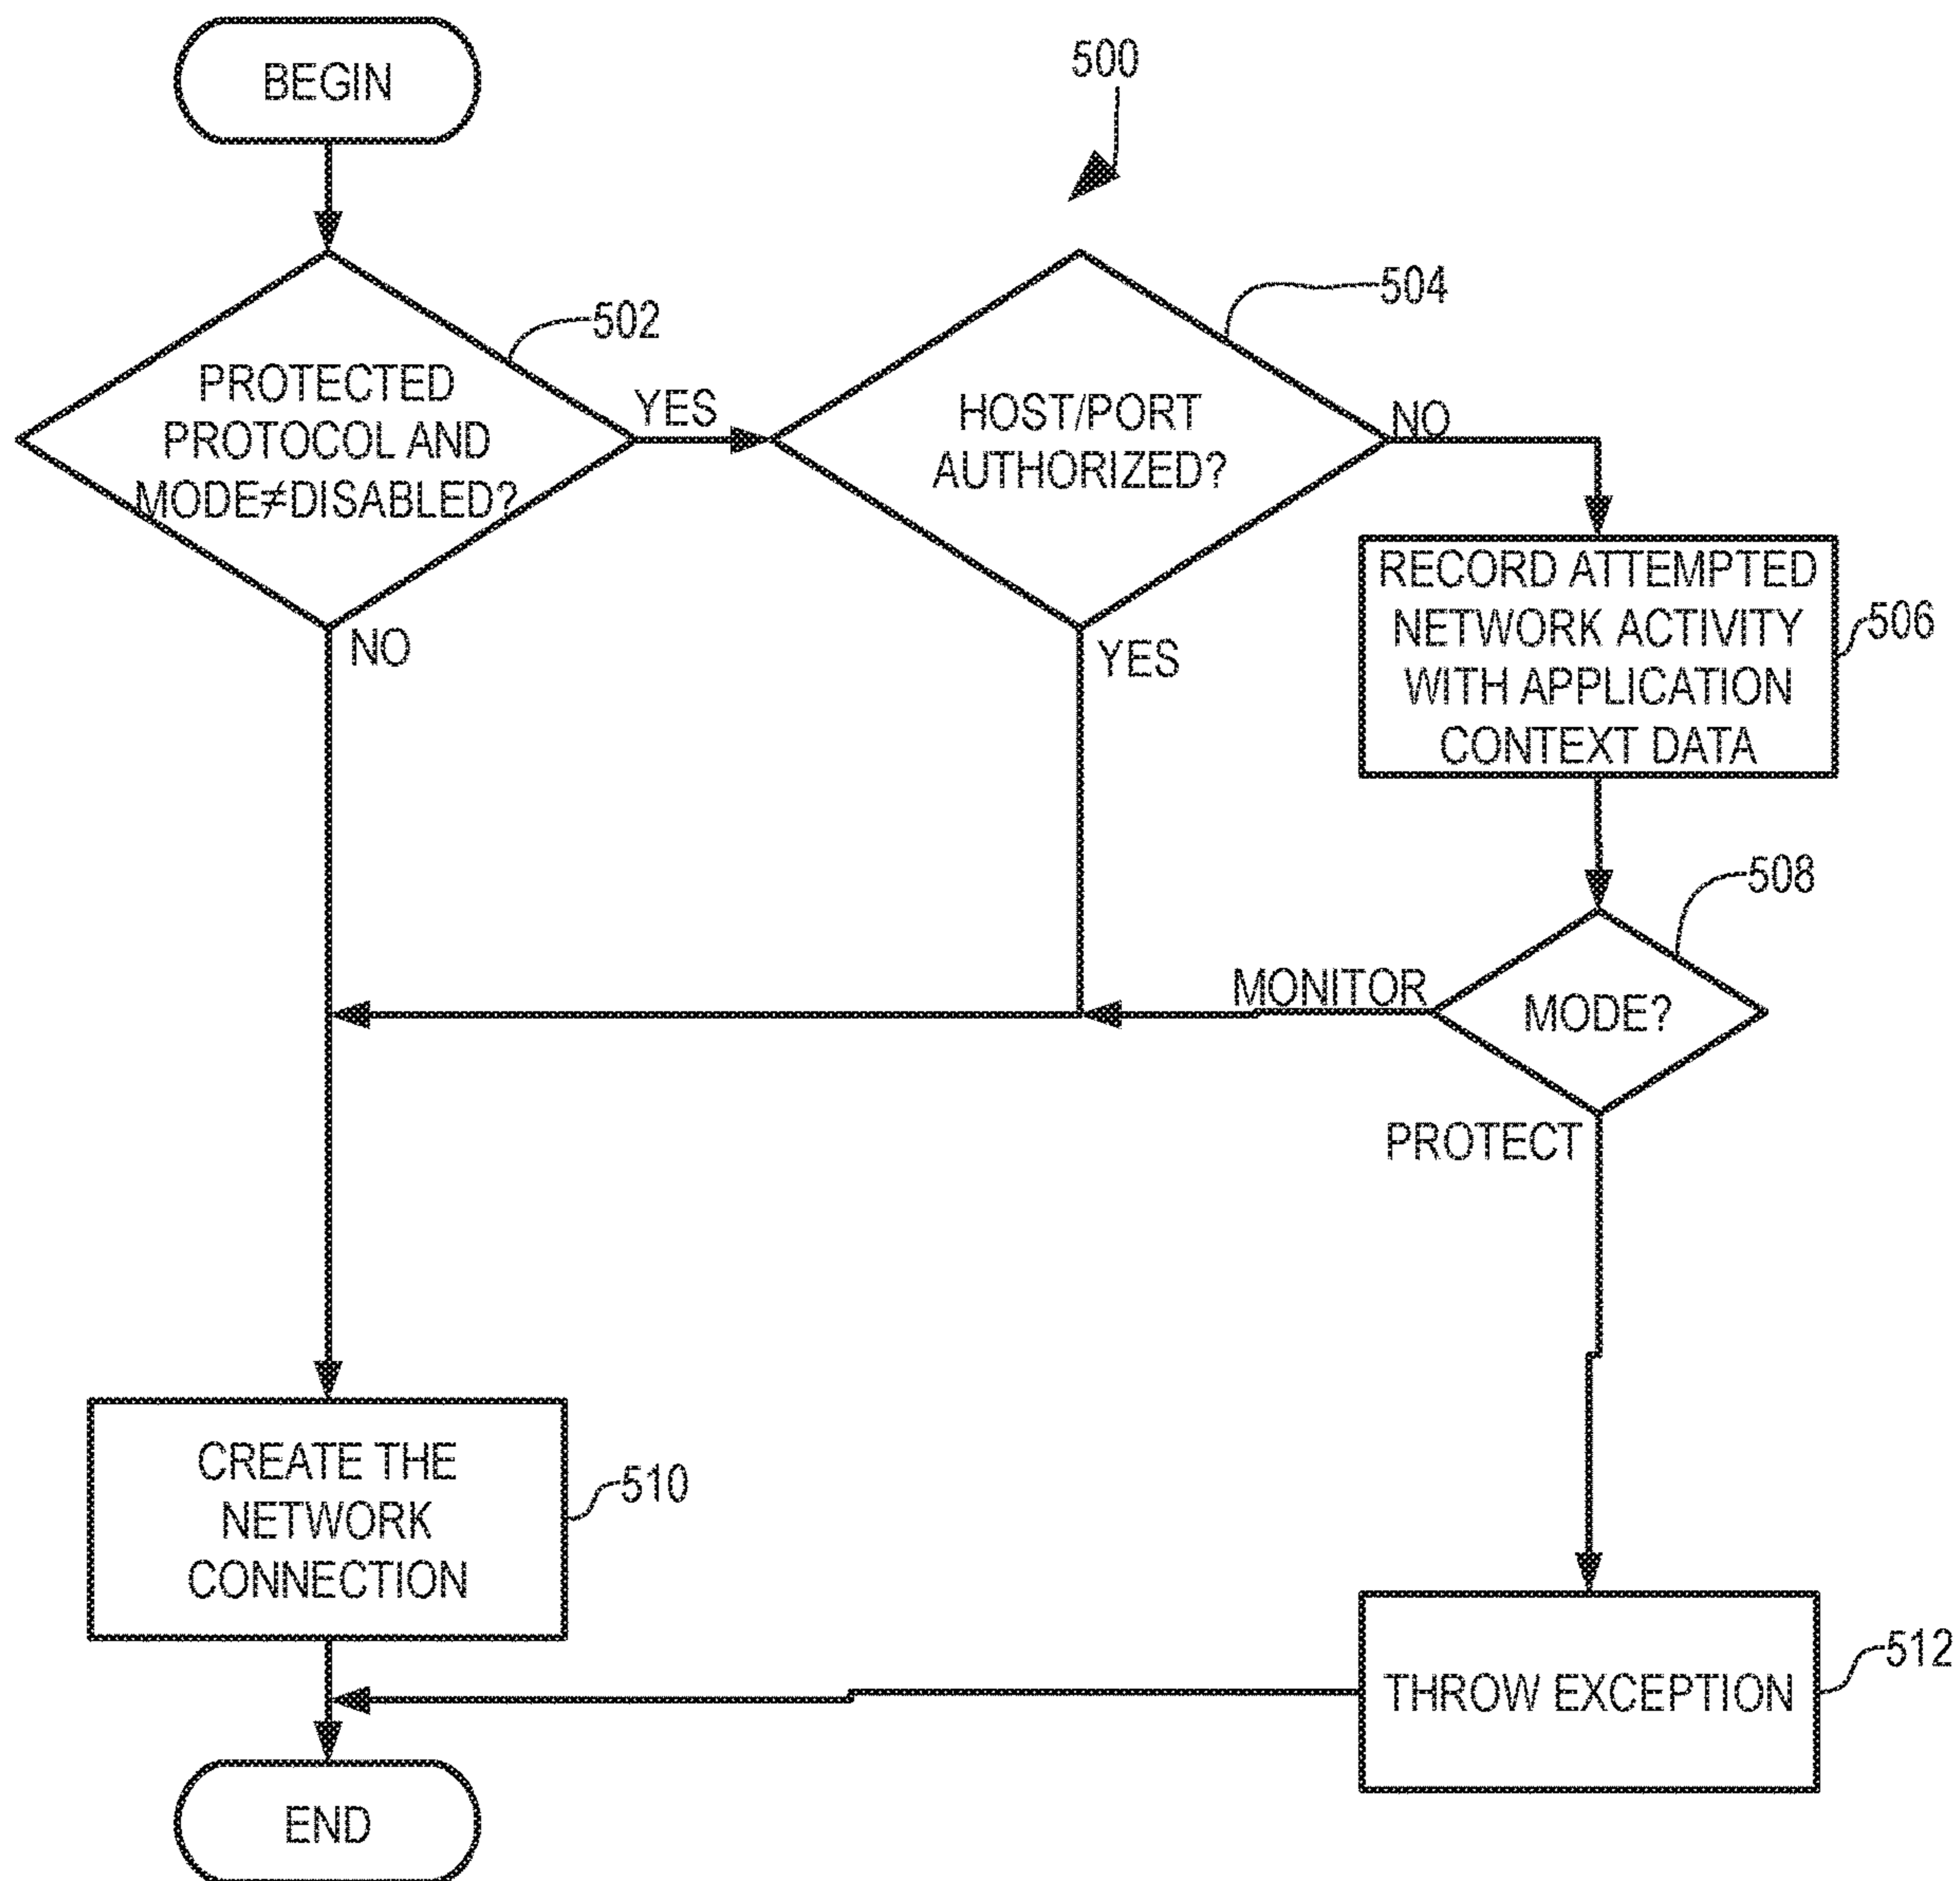 BEGIN
500
502
PROTECTED
PROTOCOL AND
MODE≠DISABLED?
YES
NO
504
HOST/PORT
AUTHORIZED?
NO
YES
RECORD ATTEMPTED
NETWORK ACTIVITY
WITH APPLICATION
CONTEXT DATA
506
508
MONITOR
MODE?
PROTECT
CREATE THE
NETWORK
CONNECTION
510
THROW EXCEPTION
512
END